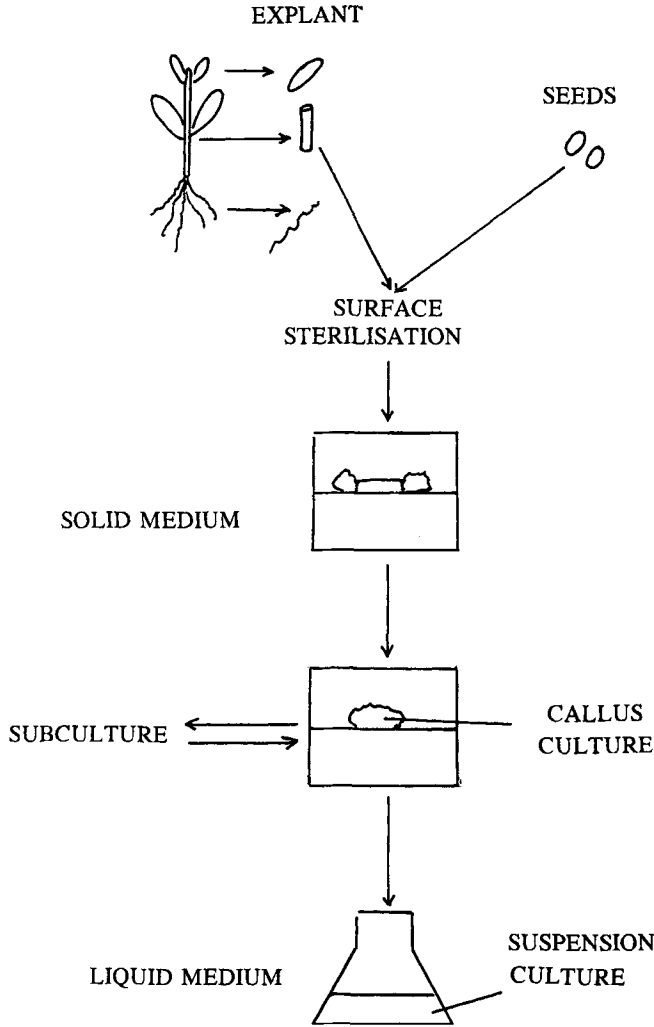 EXPLANT
SEEDS
SURFACE
STERILISATION
SOLID MEDIUM
SUBCULTURE
CALLUS
CULTURE
LIQUID MEDIUM
SUSPENSION
CULTURE